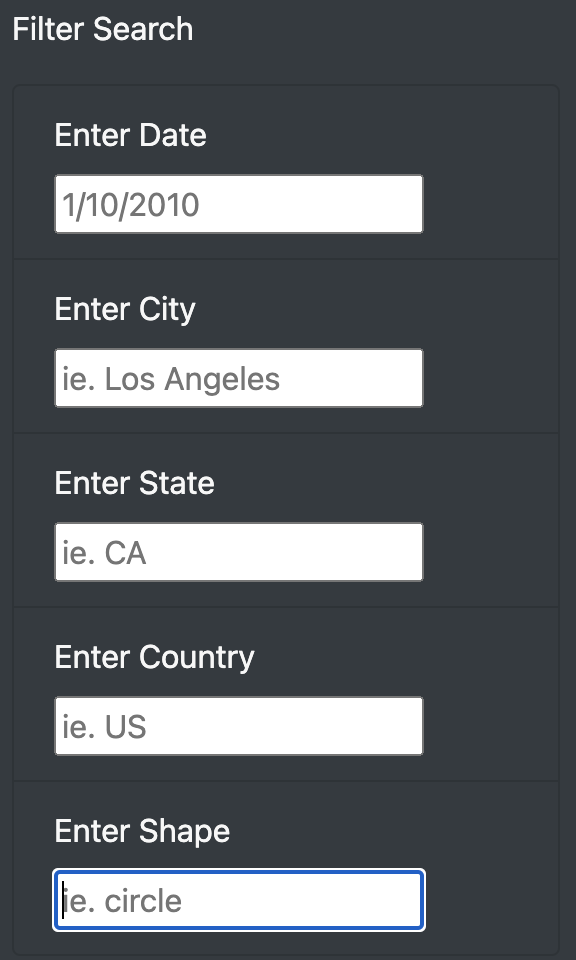 Filter Search
Enter Date
1/10/2010
Enter City
ie. Los Angeles
Enter State
ie. CA
Enter Country
ie. US
Enter Shape
ie. circle